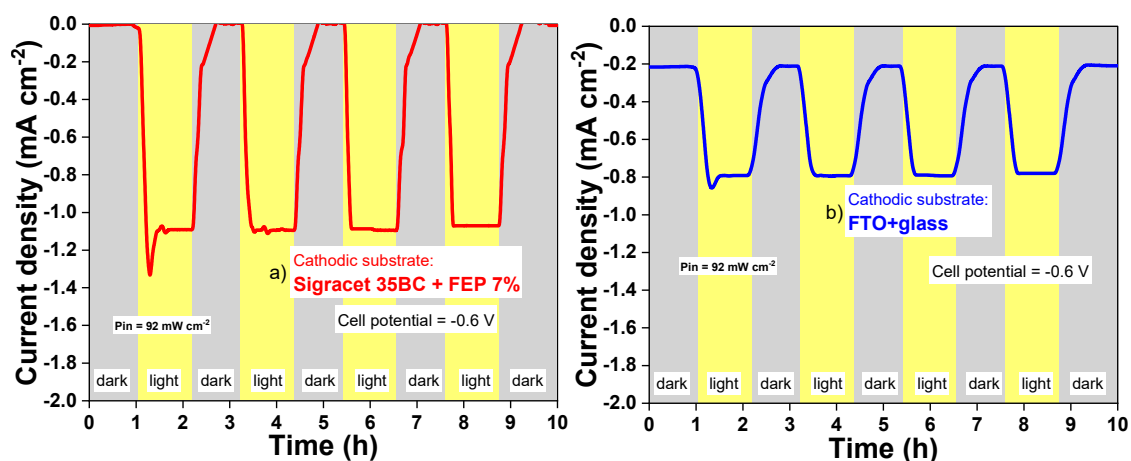 Current density (mA cm-2)
0.0
-0.2
-0.4
-0.6
-0.8
-1.0
-1.2
-1.4
-1.6
-1.8
-2.0
a)
Cathodic substrate:
Sigracet 35BC + FEP 7%
Pin = 92 mW cm-2
Cell potential = -0.6 V
dark light dark light dark light dark light dark
0 1 2 3 4 5 6 7 8 9 10
Time (h)
Current density (mA cm-2)
0.0
-0.2
-0.4
-0.6
-0.8
-1.0
-1.2
-1.4
-1.6
-1.8
-2.0
b)
Cathodic substrate:
FTO+glass
Pin = 92 mW cm-2
Cell potential = -0.6 V
dark light dark light dark light dark light dark
0 1 2 3 4 5 6 7 8 9 10
Time (h)